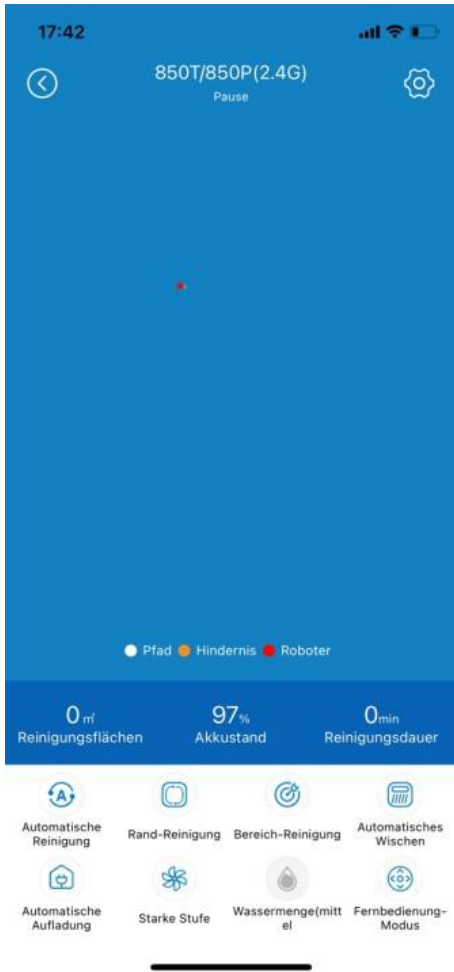 17:42
850T/850P(2.4G)
Pause
Pfad Hindernis Roboter
0㎡ 97% 0min
Reinigungsflächen Akkustand Reinigungsdauer
A
Automatische Reinigung
Rand-Reinigung
Bereich-Reinigung
Automatisches Wischen
Automatische Aufladung
Starke Stufe
Wassermenge(mitt
el
Fernbedienung-
Modus